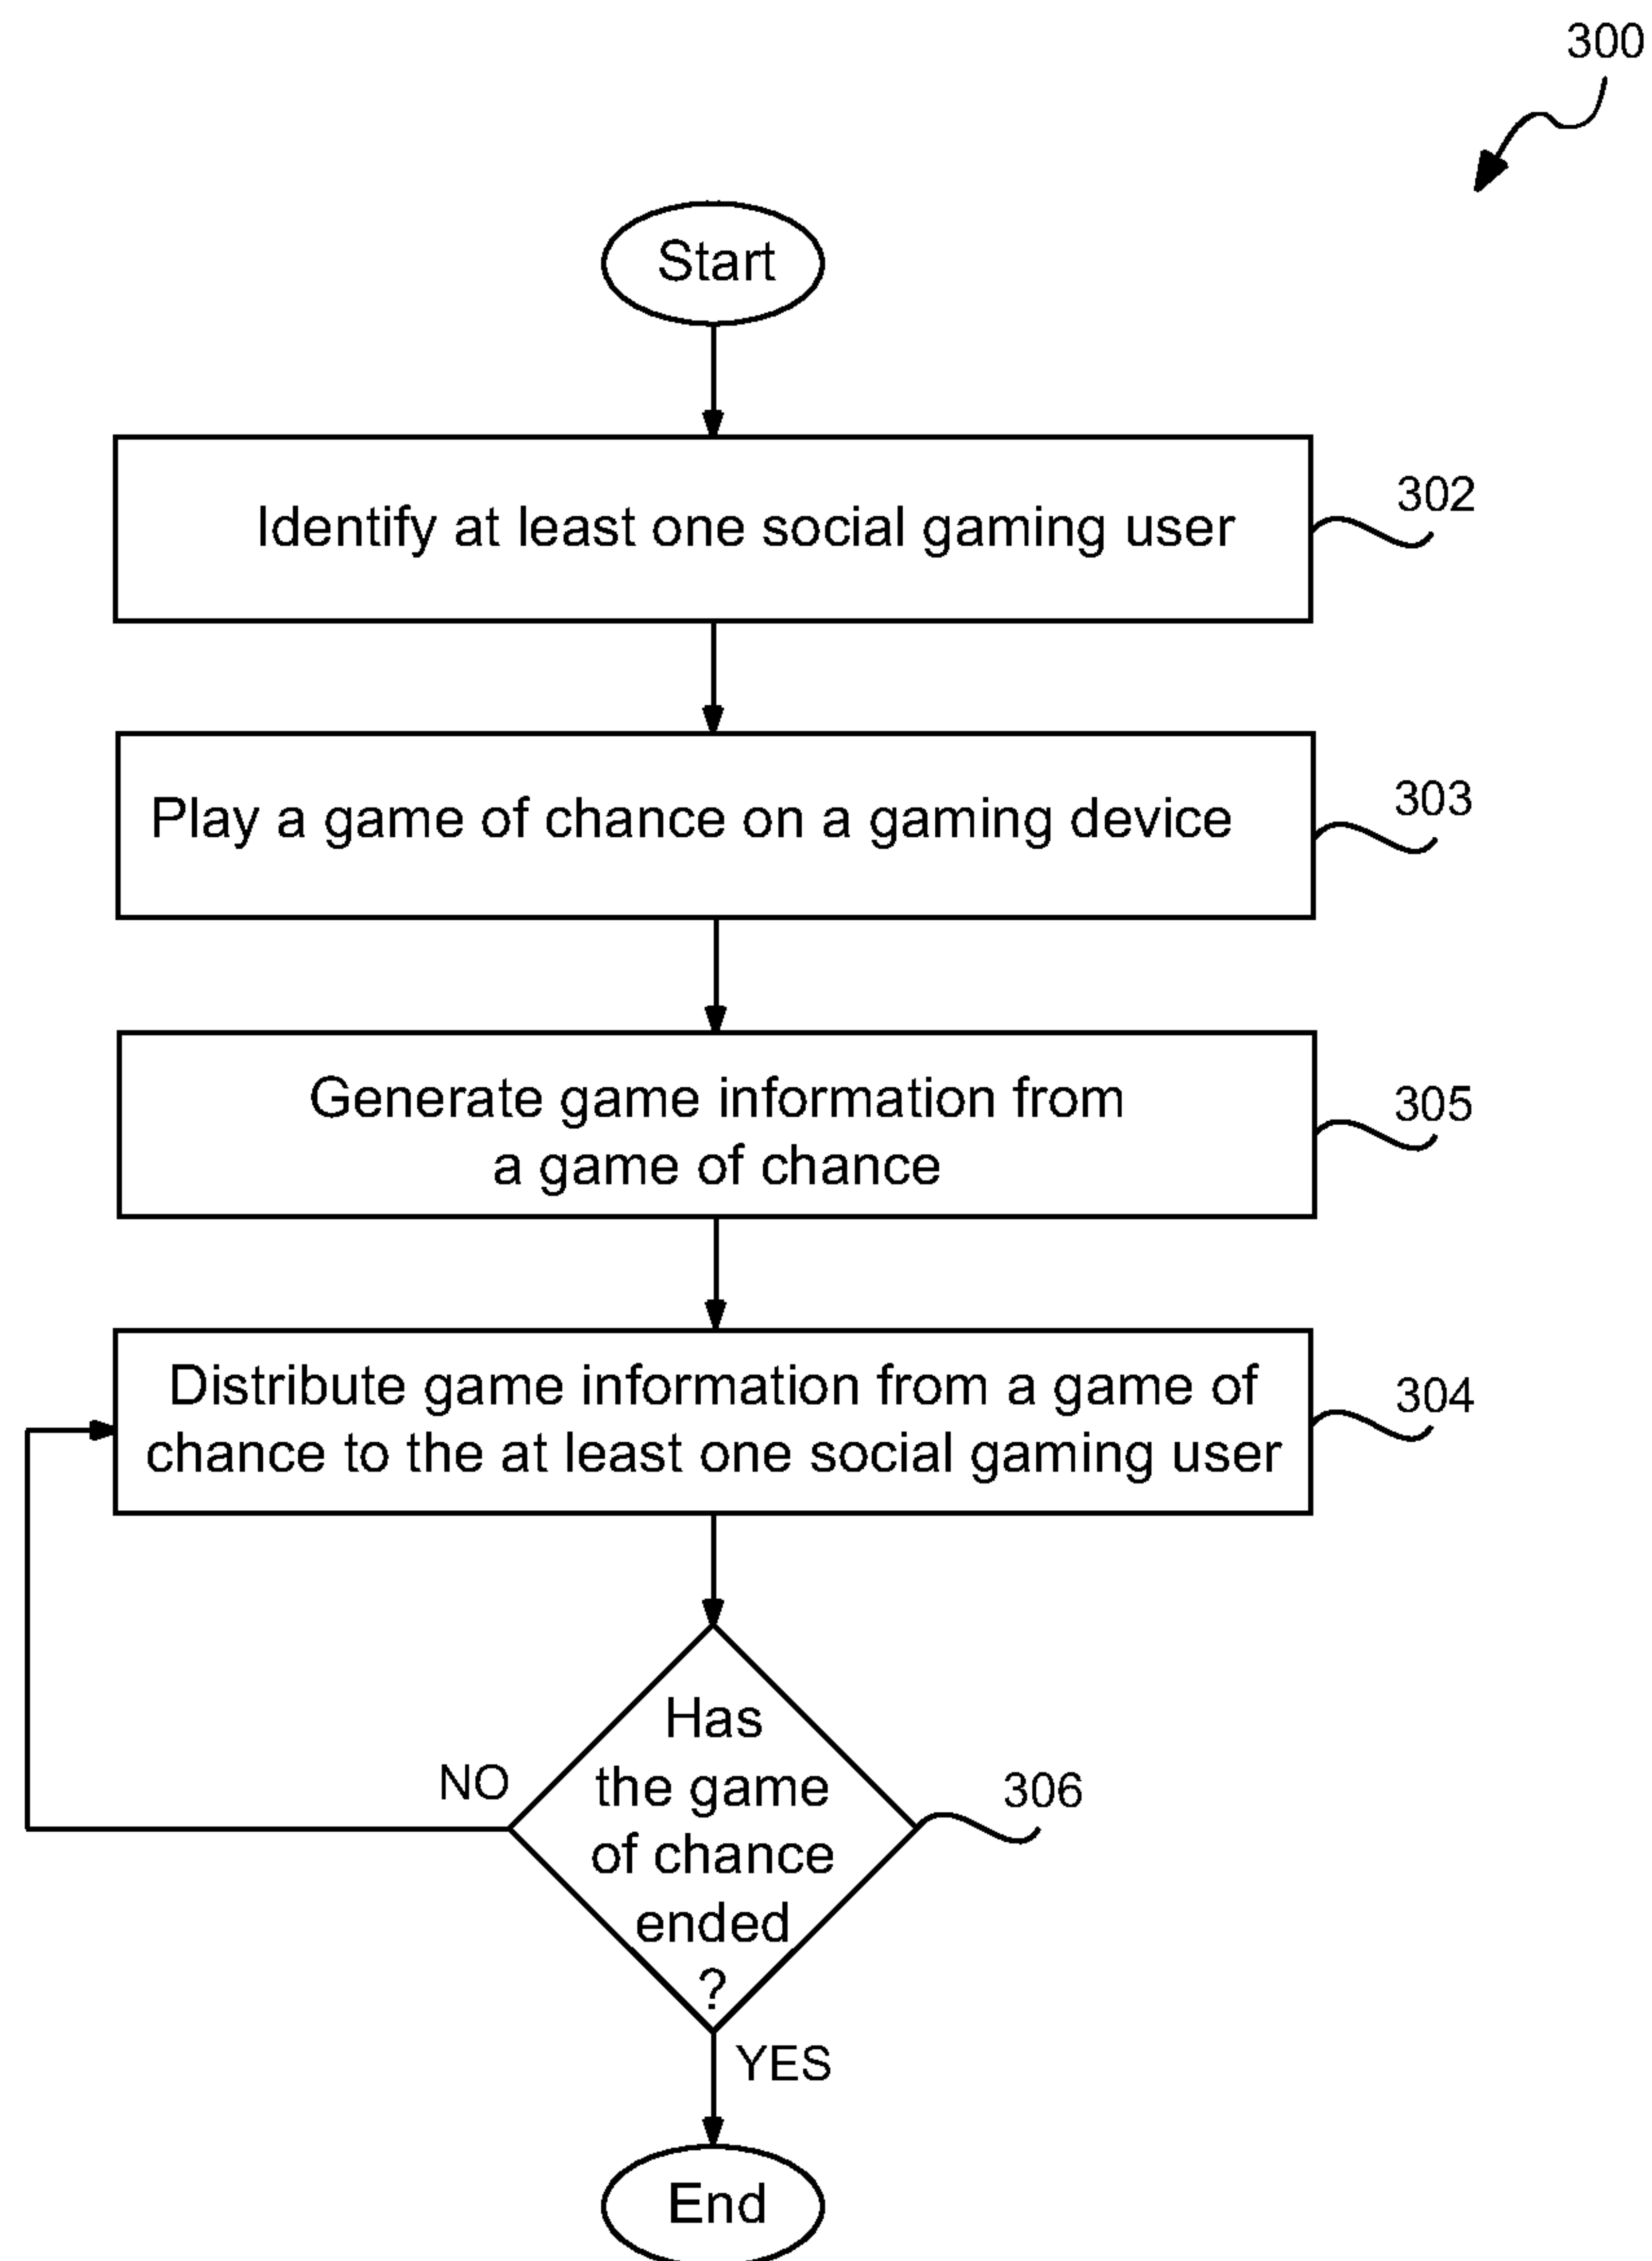 300
Start
Identify at least one social gaming user
302
Play a game of chance on a gaming device
303
Generate game information from
a game of chance
305
Distribute game information from a game of
chance to the at least one social gaming user
304
Has
the game
of chance
ended
?
NO
306
YES
End